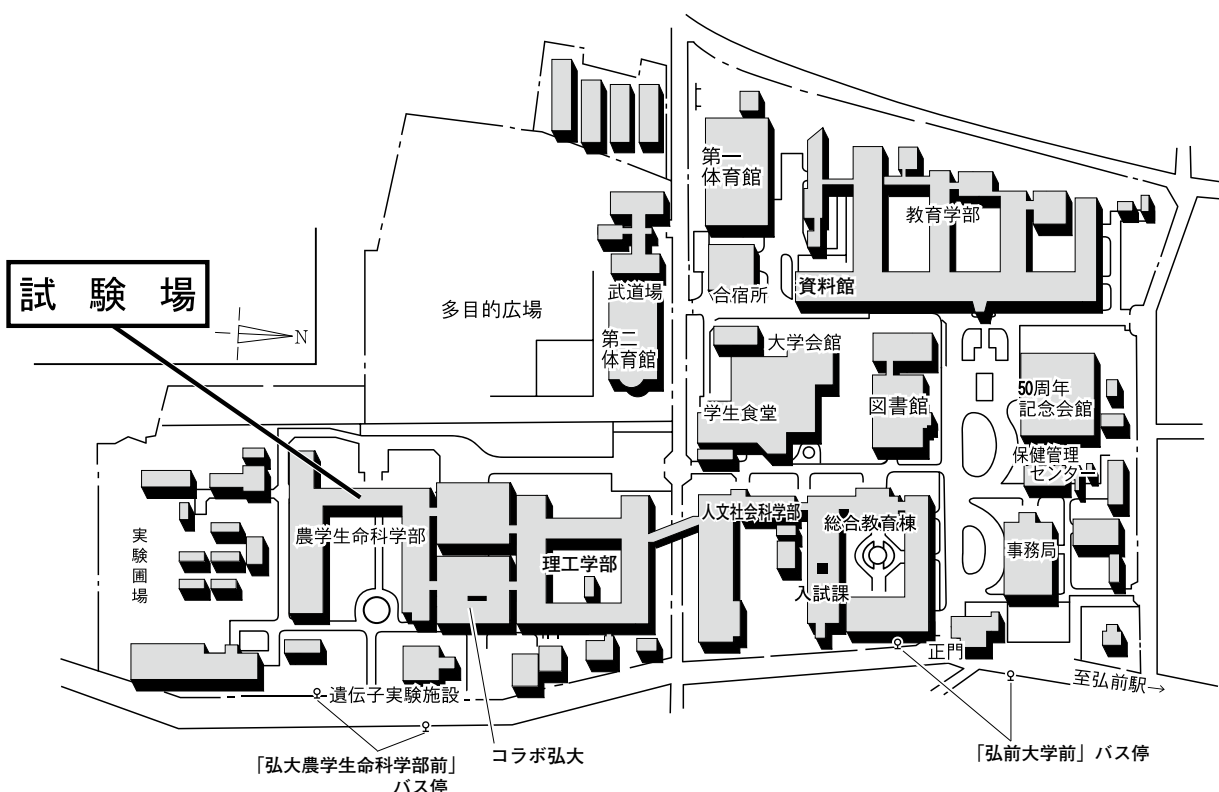 第一
体育館
教育学部
試験場
N
多目的広場
武道場
合宿所
資料館
第二
体育館
大学会館
学生食堂
図書館
50周年
記念会館
保健管理
センター
実験圃場
農学生命科学部
理工学部
人文社会科学部
総合教育棟
入試課
事務局
正門
至弘前駅→
遺伝子実験施設
「弘大農学生命科学部前」
バス停
コラボ弘大
「弘前大学前」バス停